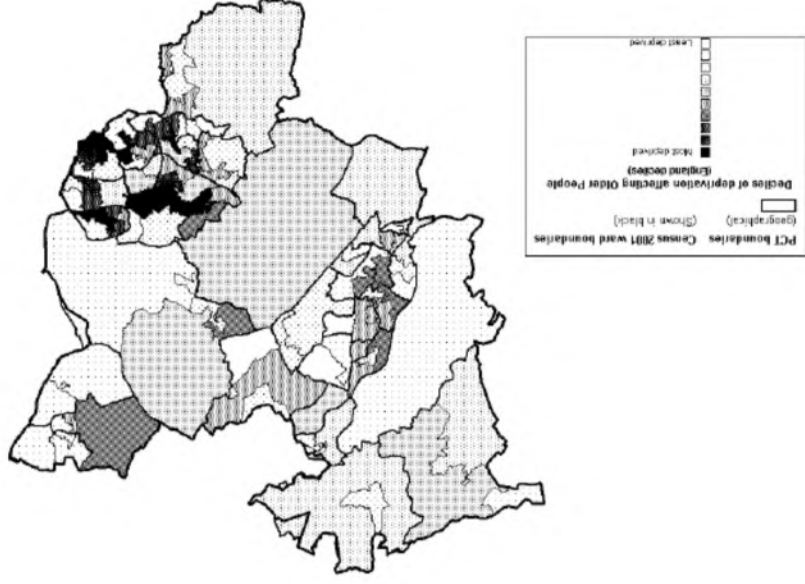 PCT boundaries Census 2001 ward boundaries
(geographical) (Shown in black)
Deciles of deprivation affecting Older People
(England deciles)
Most deprived
Least deprived